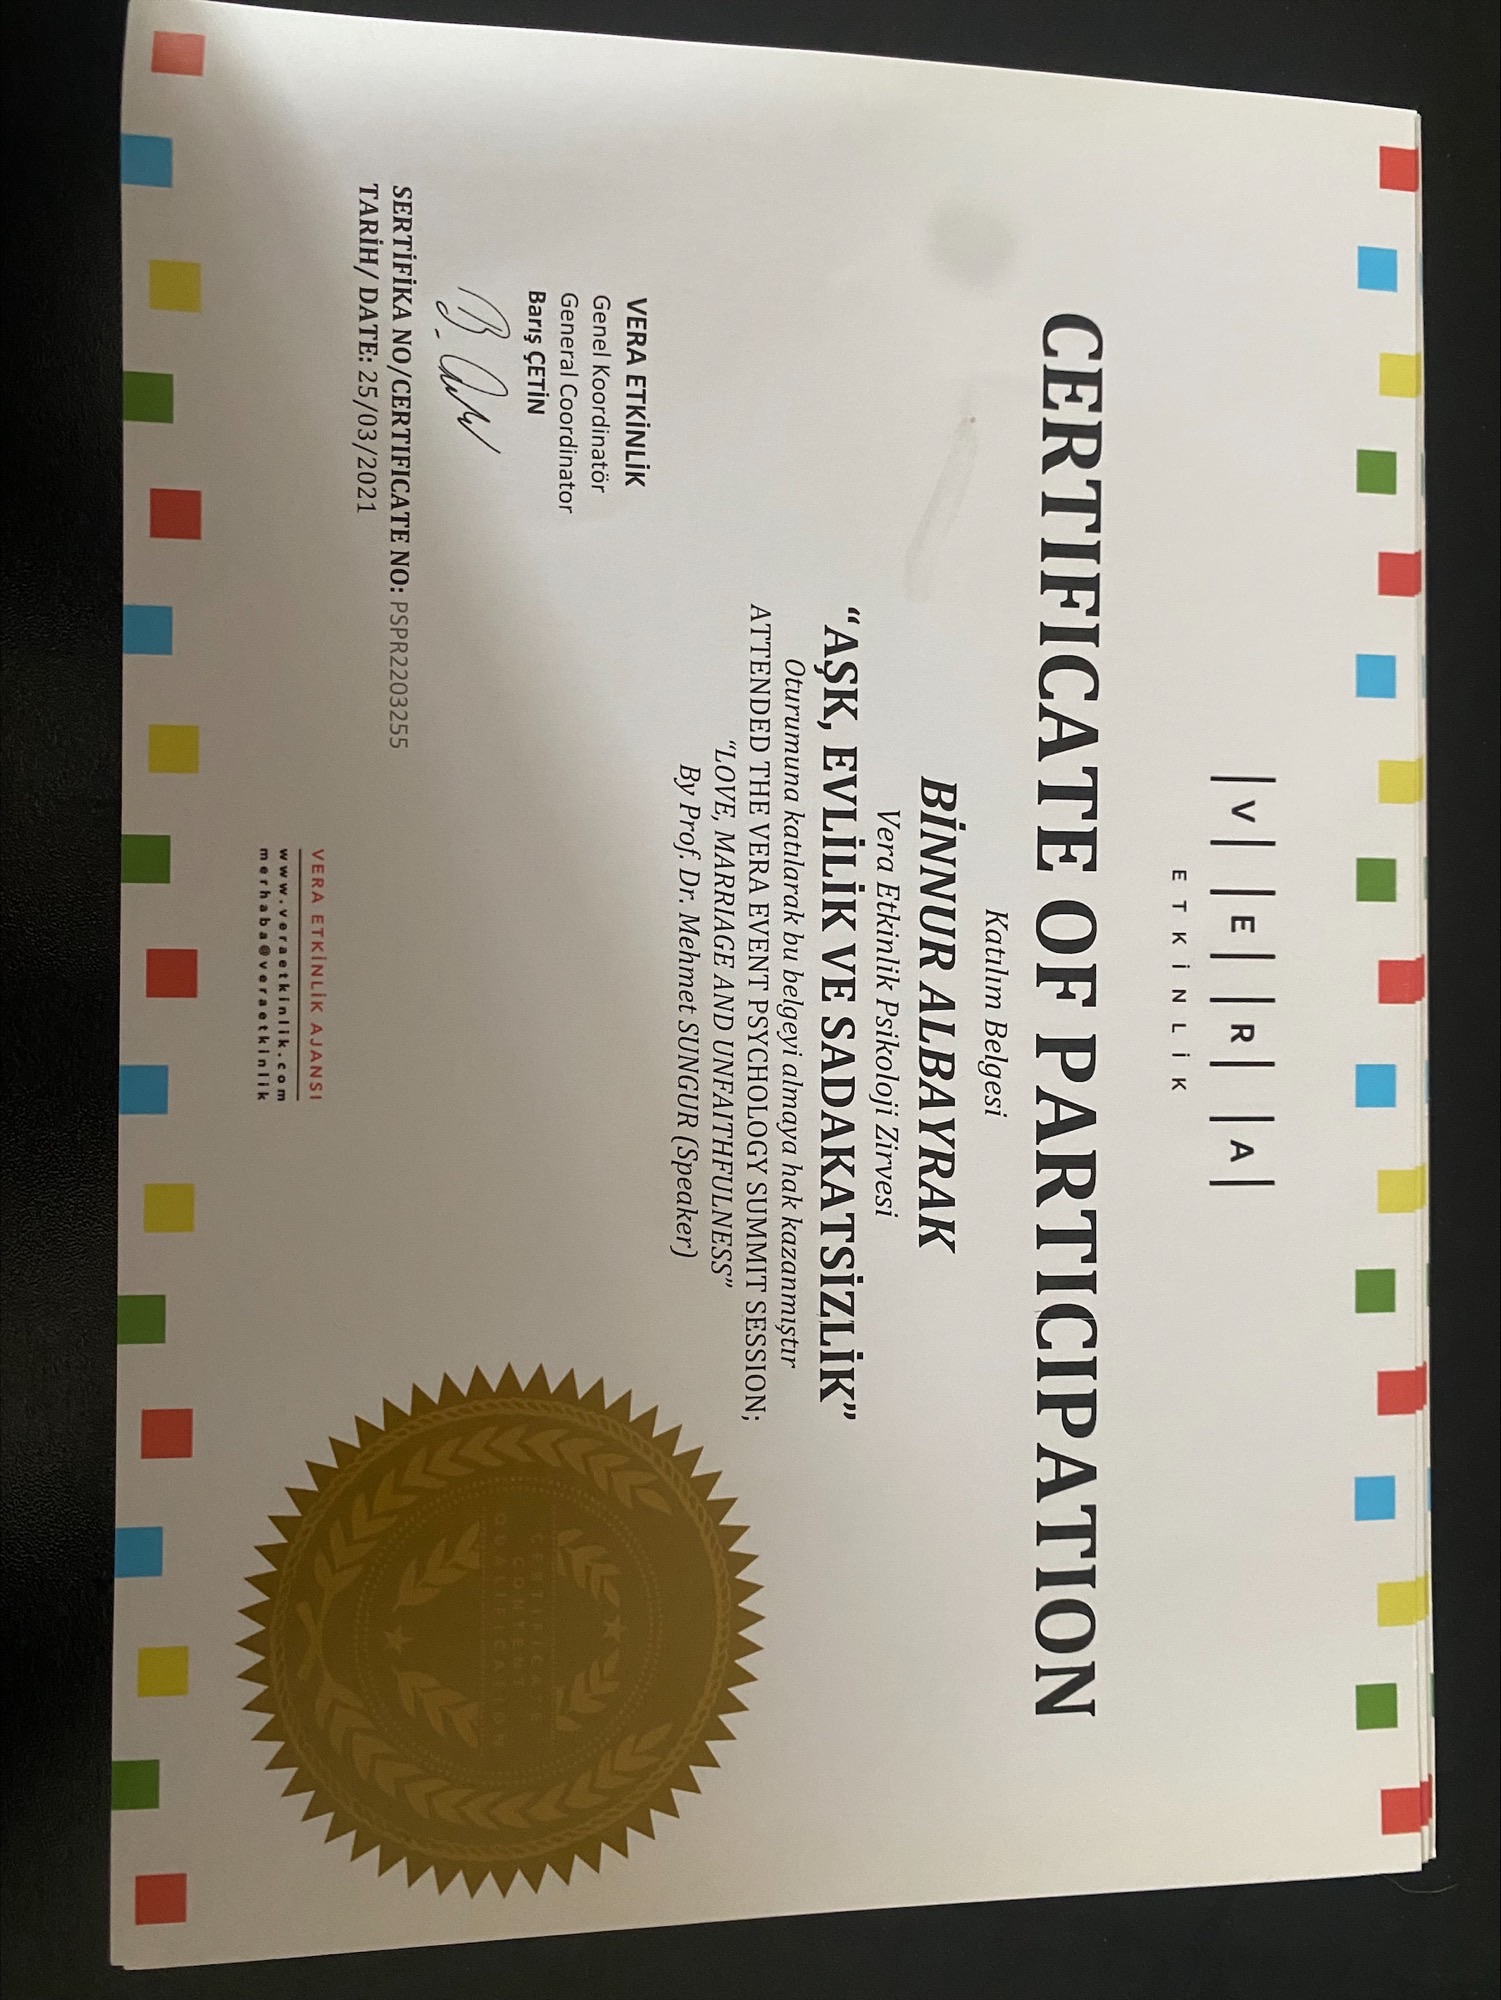 |V|E|R|A|
ETKİNLİK
CERTIFICATE OF PARTICIPATION
Katılım Belgesi
BİNNUR ALBAYRAK
Vera Etkinlik Psikoloji Zirvesi
"AŞK, EVLİLİK VE SADAKATSİZLİK"
Oturumuna katılarak bu belgeyi almaya hak kazanmıştır
ATTENDED THE VERA EVENT PSYCHOLOGY SUMMIT SESSION;
"LOVE, MARRIAGE AND UNFAITHFULNESS"
By Prof. Dr. Mehmet SUNGUR (Speaker)
VERA ETKİNLİK
Genel Koordinatör
General Coordinator
Barış ÇETİN
SERTİFİKA NO/CERTIFICATE NO: PSPR2203255
TARİH/ DATE: 25/03/2021
VERA ETKİNLİK AJANSI
www.veraetkinlik.com
merhaba@veraetkinlik
CERTIFICATE
CONTENT
QUALIFICATION